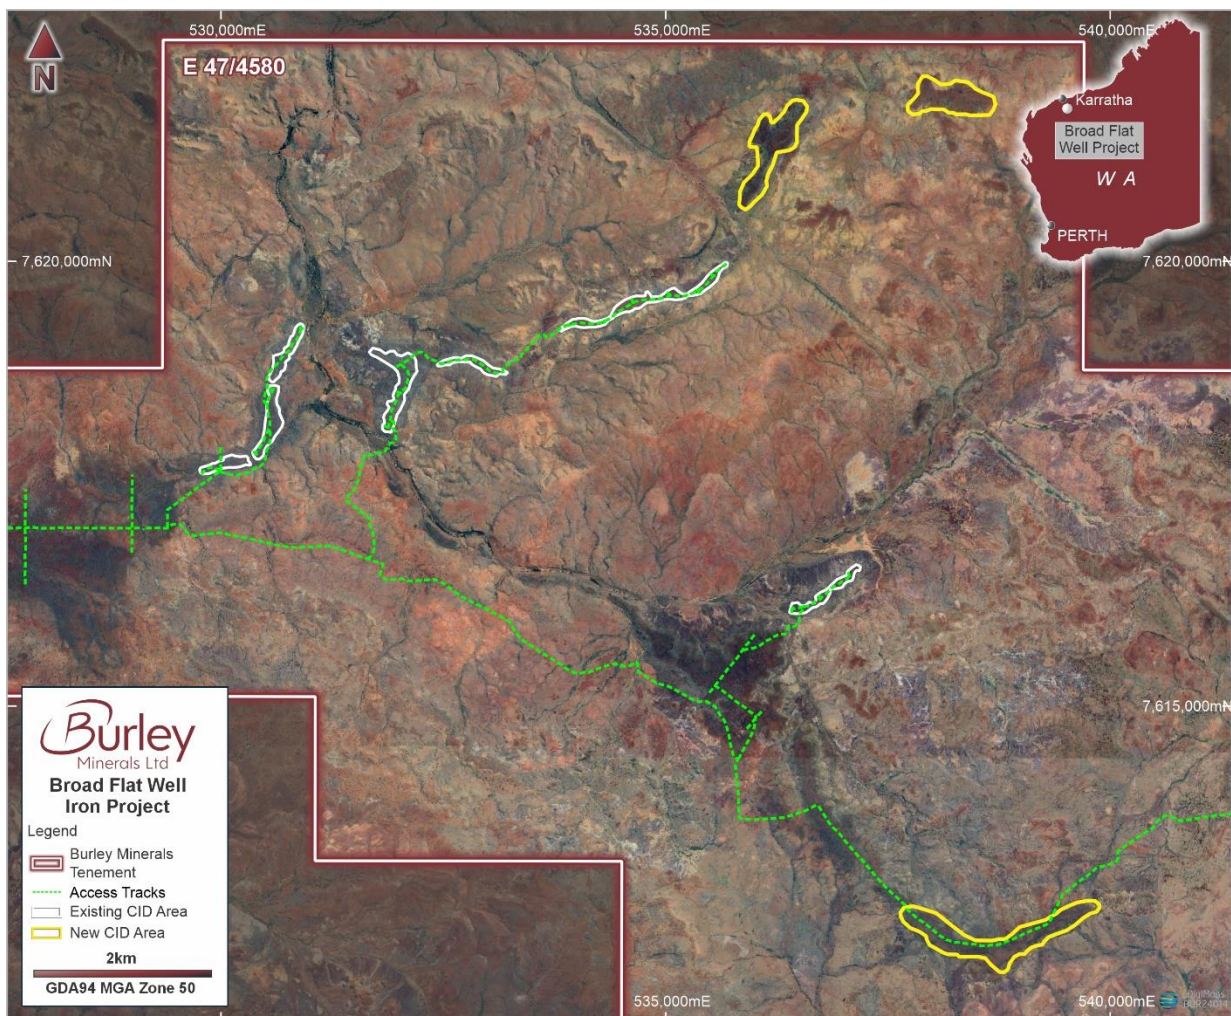 530,000mE
535,000mE
540,000mE
N
E 47/4580
Karratha
Broad Flat
Well Project
W A
PERTH
7,620,000mN
7,620,000mN
7,615,000mN
Burley
Minerals Ltd
Broad Flat Well
Iron Project
Legend
Burley Minerals
Tenement
Access Tracks
Existing CID Area
New CID Area
2km
GDA94 MGA Zone 50
535,000mE
540,000mE